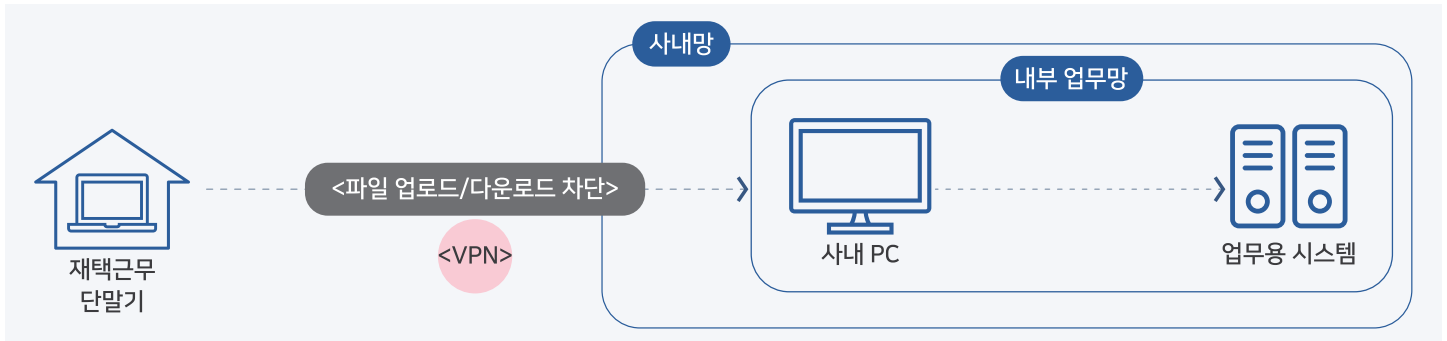 사내망
내부 업무망
<파일 업로드/다운로드 차단>
<VPN>
재택근무
단말기
사내 PC
업무용 시스템